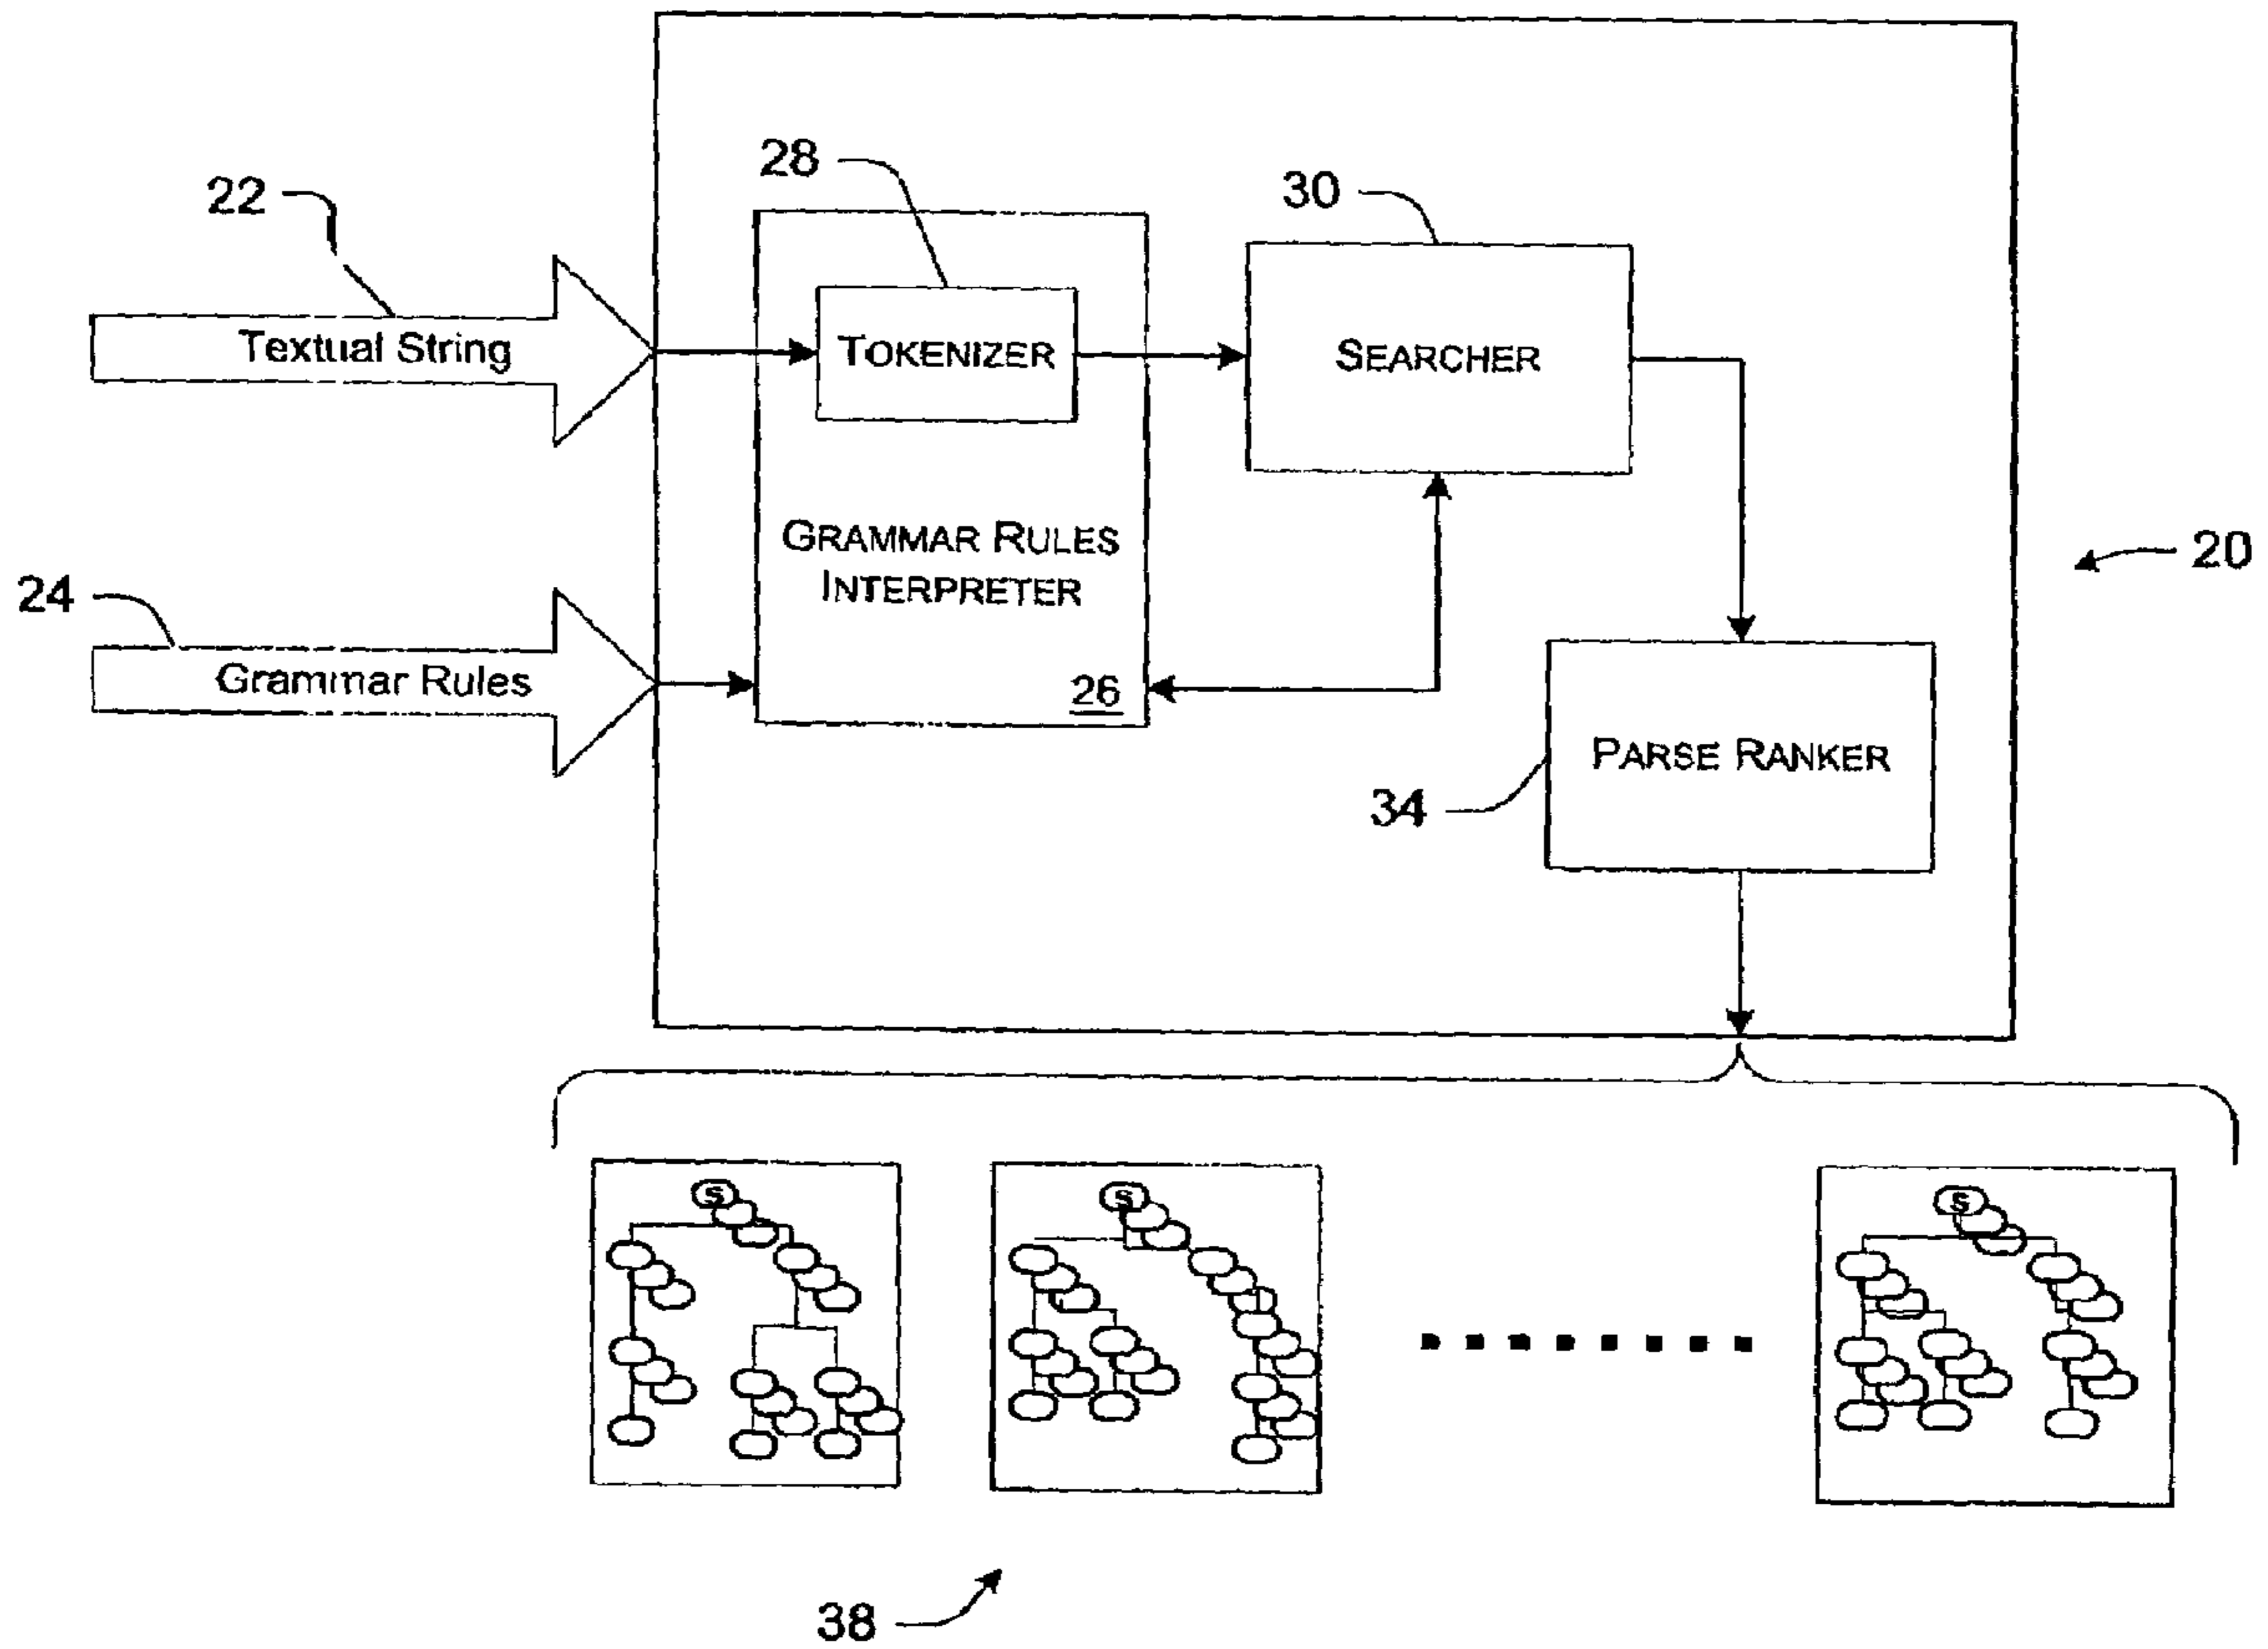 28
22
30
Textual String
TOKENIZER
SEARCHER
GRAMMAR RULES
INTERPRETER
20
24
Grammar Rules
26
PARSE RANKER
34
S
S
S
38